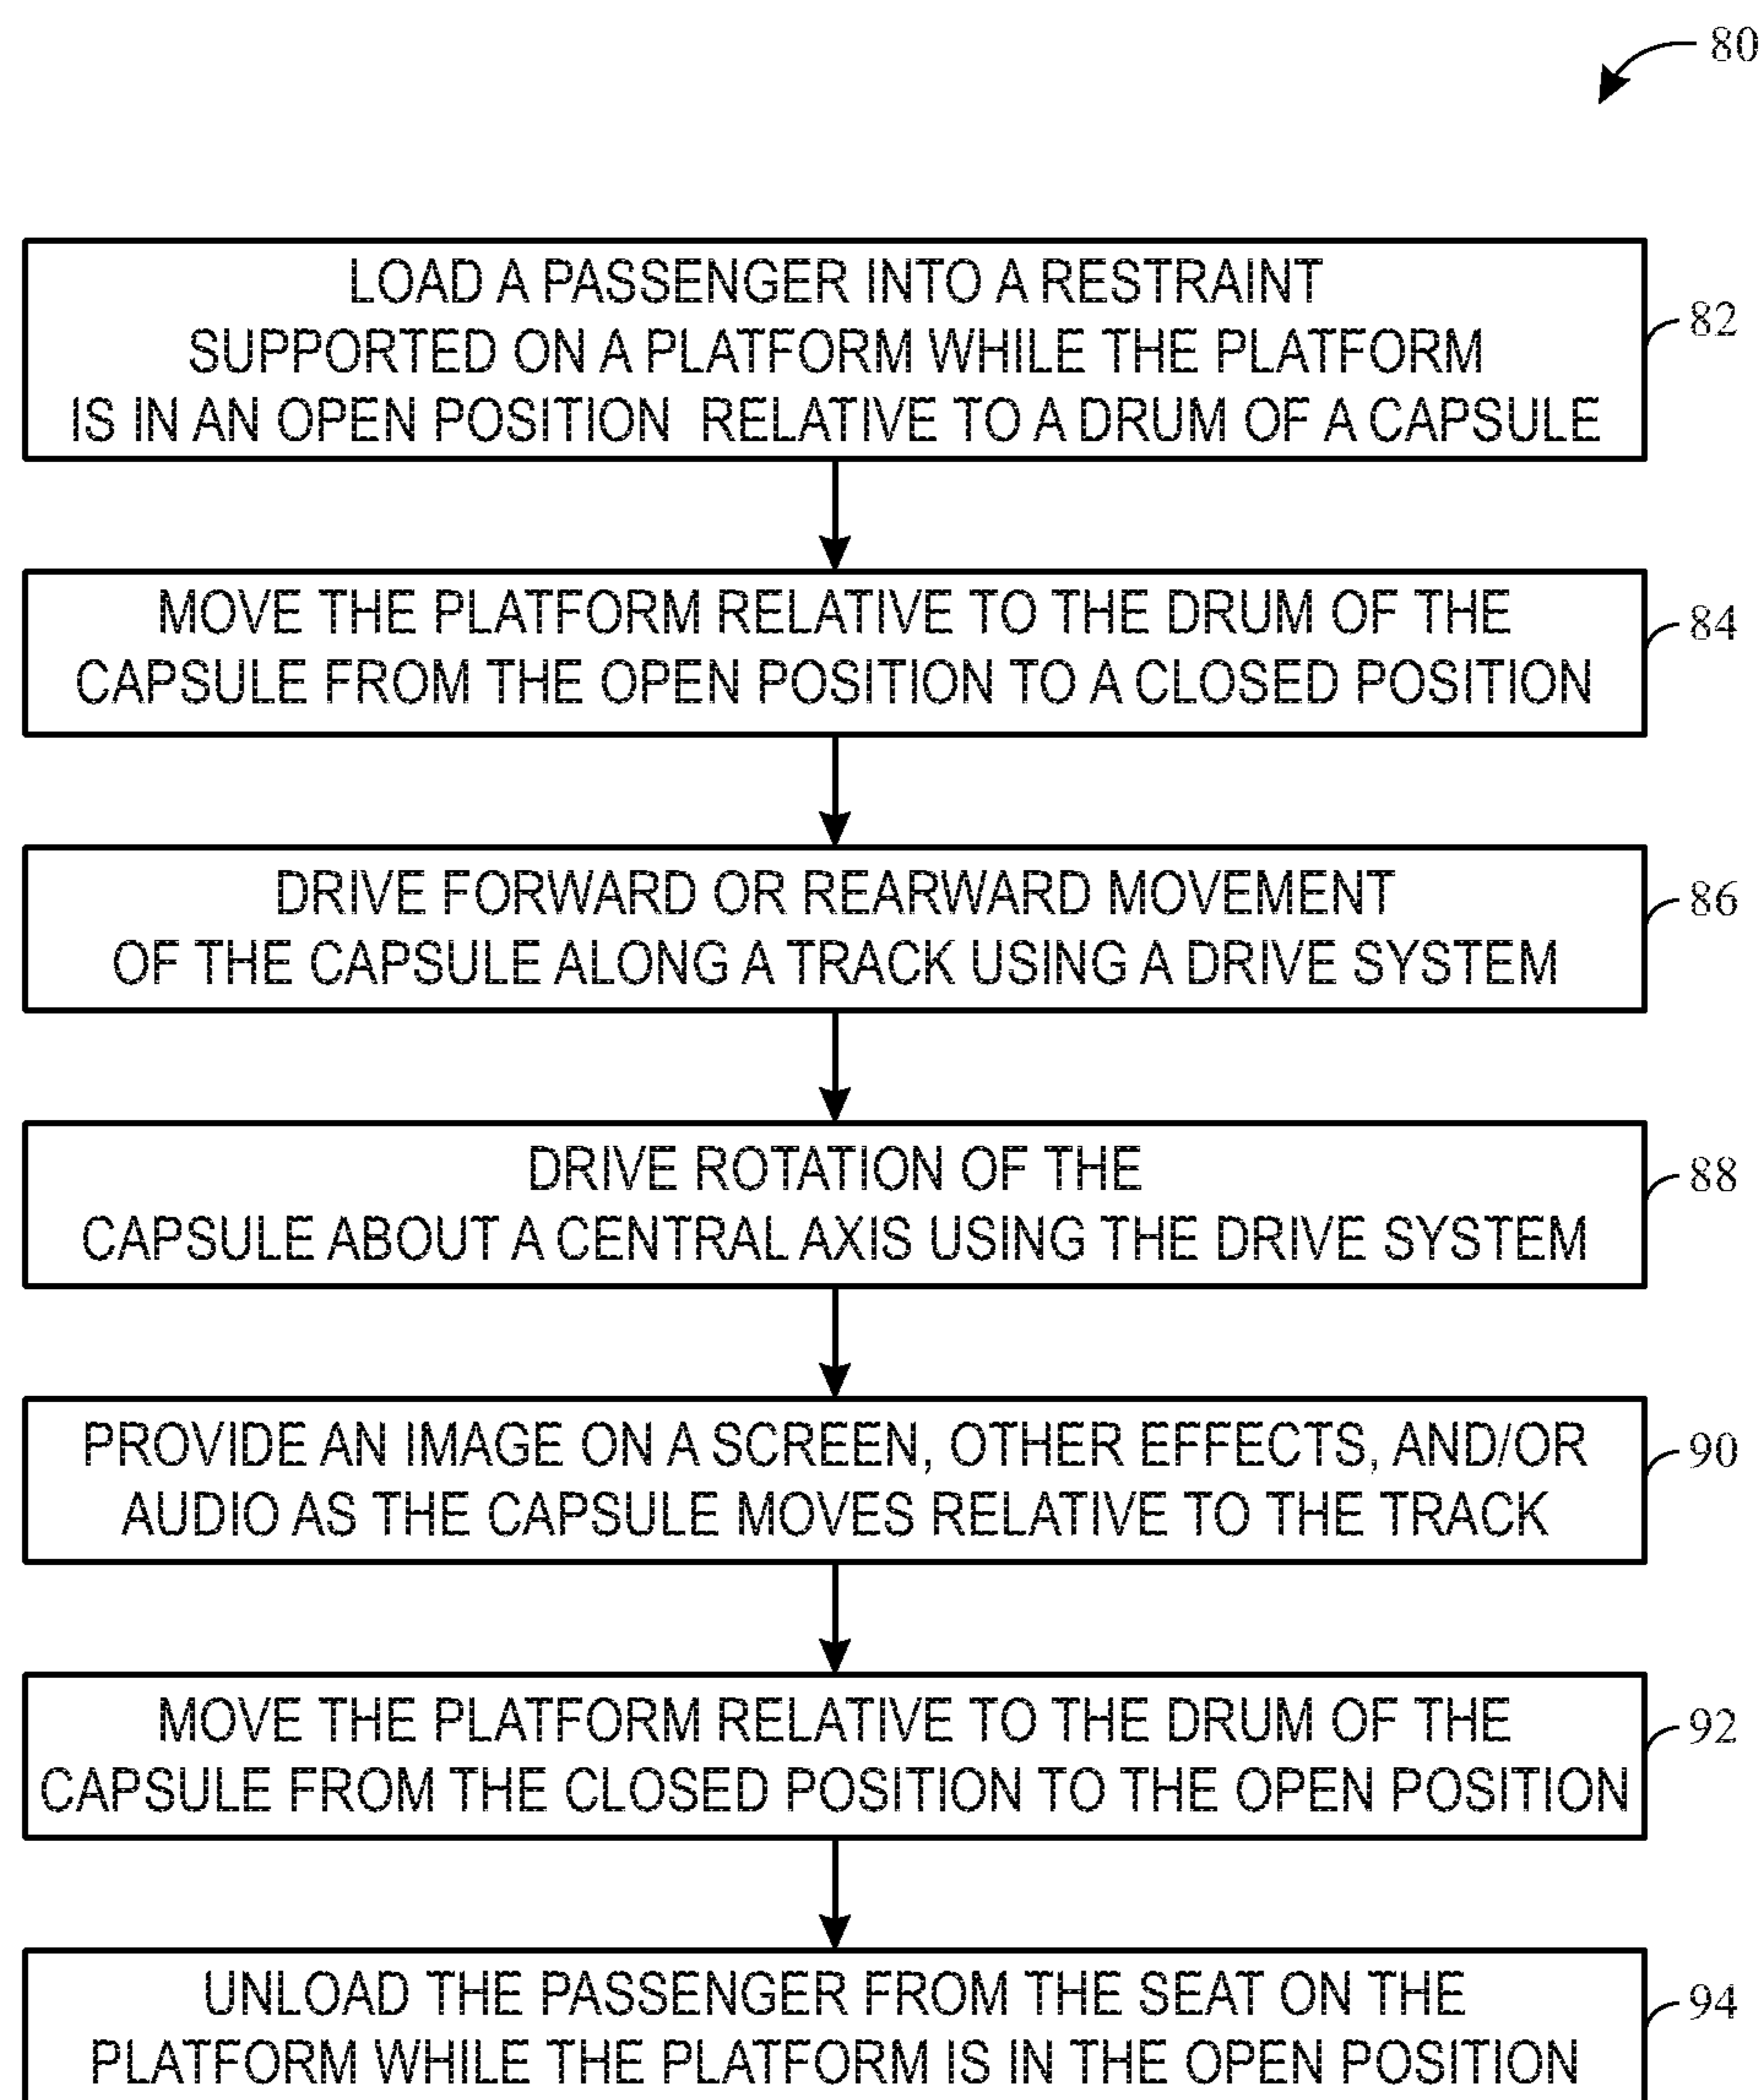 80
LOAD A PASSENGER INTO A RESTRAINT
SUPPORTED ON A PLATFORM WHILE THE PLATFORM
IS IN AN OPEN POSITION RELATIVE TO A DRUM OF A CAPSULE
82
MOVE THE PLATFORM RELATIVE TO THE DRUM OF THE
CAPSULE FROM THE OPEN POSITION TO A CLOSED POSITION
84
DRIVE FORWARD OR REARWARD MOVEMENT
OF THE CAPSULE ALONG A TRACK USING A DRIVE SYSTEM
86
DRIVE ROTATION OF THE
CAPSULE ABOUT A CENTRAL AXIS USING THE DRIVE SYSTEM
88
PROVIDE AN IMAGE ON A SCREEN, OTHER EFFECTS, AND/OR
AUDIO AS THE CAPSULE MOVES RELATIVE TO THE TRACK
90
MOVE THE PLATFORM RELATIVE TO THE DRUM OF THE
CAPSULE FROM THE CLOSED POSITION TO THE OPEN POSITION
92
UNLOAD THE PASSENGER FROM THE SEAT ON THE
PLATFORM WHILE THE PLATFORM IS IN THE OPEN POSITION
94